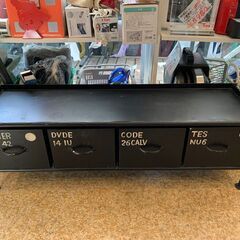 ER
42
DVDE
14 IU
CODE
26CALV
TES
NU6